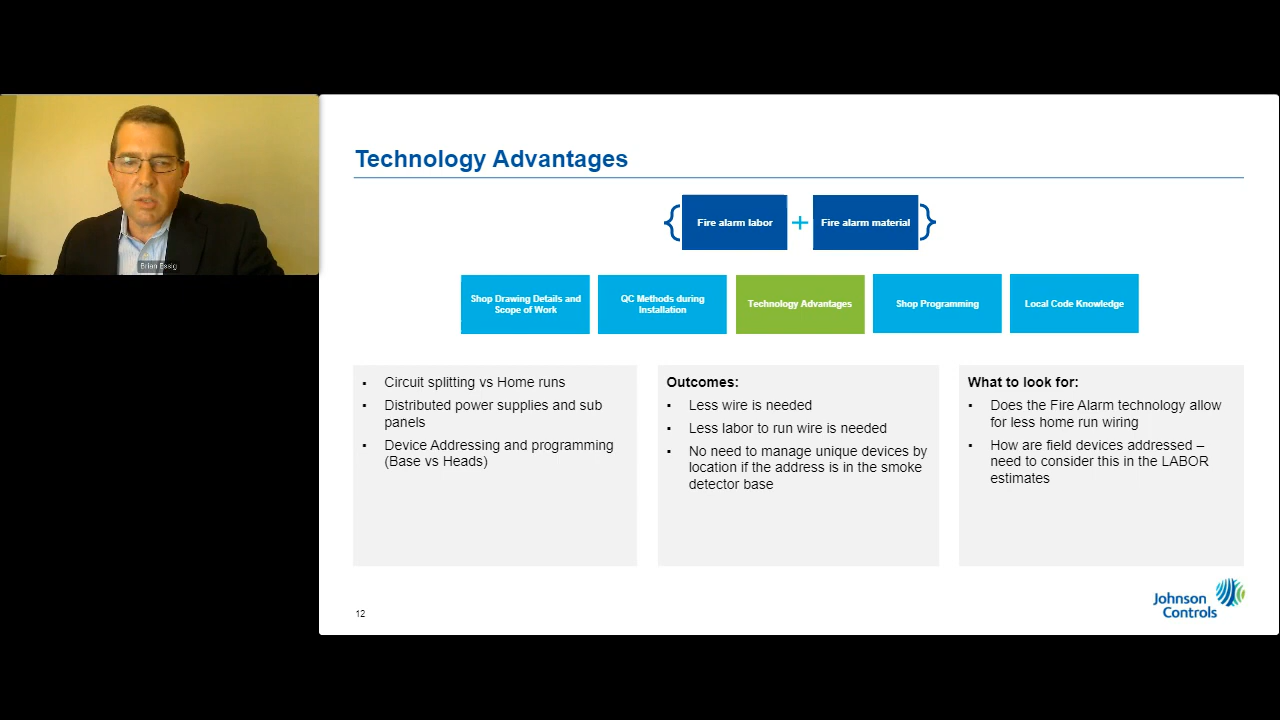 Brian Essig
Technology Advantages
{ Fire alarm labor + Fire alarm material }
Shop Drawing Details and
Scope of Work
QC Methods during
Installation
Technology Advantages
Shop Programming
Local Code Knowledge
▪ Circuit splitting vs Home runs
▪ Distributed power supplies and sub
panels
▪ Device Addressing and programming
(Base vs Heads)
Outcomes:
▪ Less wire is needed
▪ Less labor to run wire is needed
▪ No need to manage unique devices by
location if the address is in the smoke
detector base
What to look for:
▪ Does the Fire Alarm technology allow
for less home run wiring
▪ How are field devices addressed –
need to consider this in the LABOR
estimates
12
Johnson
Controls